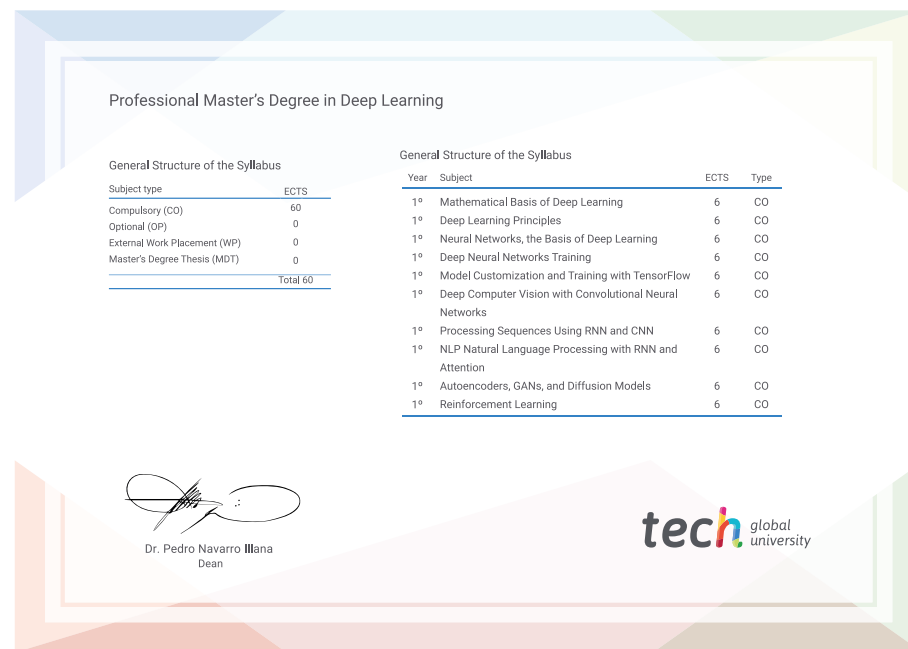 Professional Master's Degree in Deep Learning
General Structure of the Syllabus
Subject type ECTS
Compulsory (CO) 60
Optional (OP) 0
External Work Placement (WP) 0
Master's Degree Thesis (MDT) 0
Total 60
General Structure of the Syllabus
Year Subject ECTS Type
1º Mathematical Basis of Deep Learning 6 CO
1º Deep Learning Principles 6 CO
1º Neural Networks, the Basis of Deep Learning 6 CO
1º Deep Neural Networks Training 6 CO
1º Model Customization and Training with TensorFlow 6 CO
1º Deep Computer Vision with Convolutional Neural 6 CO
Networks
1º Processing Sequences Using RNN and CNN 6 CO
1º NLP Natural Language Processing with RNN and 6 CO
Attention
1º Autoencoders, GANs, and Diffusion Models 6 CO
1º Reinforcement Learning 6 CO
Dr. Pedro Navarro Illana
Dean
tech global
university